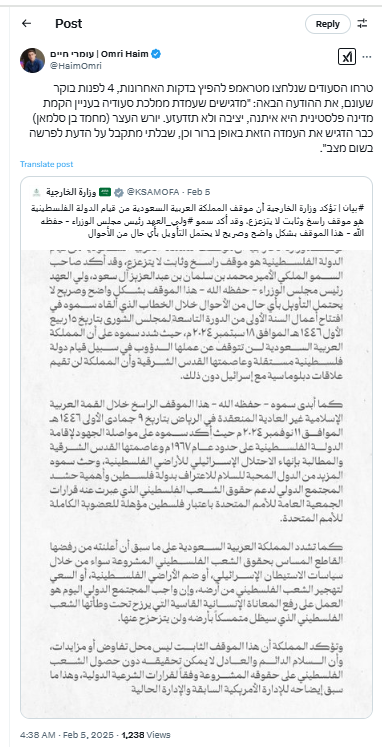 Post
Reply
עומרי חיים | Omri Haim
@HaimOmri
טרחו הסעודים שנלחצו מטראמפ להפיץ בדקות האחרונות, 4 לפנות בוקר
שעונם, את ההודעה הבאה: "מדגישים שעמדת ממלכת סעודיה בעניין הקמת
מדינה פלסטינית היא איתנה, יציבה ולא תזדעזע. יורש העצר (מחמד בן סלמאן)
כבר הדגיש את העמדה הזאת באופן ברור וכן, שבלתי מתקבל על הדעת לפרשה
בשום מצב".
Translate post
وزارة الخارجية 🇸🇦 @KSAMOFA · Feb 5
#بيان | تؤكد وزارة الخارجية أن موقف المملكة العربية السعودية من قيام الدولة الفلسطينية
هو موقف راسخ وثابت لا يتزعزع، وقد أكد سمو #ولي_العهد رئيس مجلس الوزراء - حفظه
الله - هذا الموقف بشكل واضح وصريح لا يحتمل التأويل بأي حال من الأحوال
الدولة الفلسطينية هو موقف راسخ وثابت لا يتزعزع، وقد أكد صاحب
السمو الملكي الأمير محمد بن سلمان بن عبدالعزيز آل سعود، ولي العهد
رئيس مجلس الوزراء - حفظه الله - هذا الموقف بشكل واضح وصريح لا
يحتمل التأويل بأي حال من الأحوال خلال الخطاب الذي ألقاه سموه في
افتتاح أعمال السنة الأولى من الدورة التاسعة لمجلس الشورى بتاريخ ١٥ ربيع
الأول ١٤٤٦هـ الموافق ١٨ سبتمبر ٢٠٢٤م، حيث شدد سموه على أن المملكة
العربية السعودية لن تتوقف عن عملها الدؤوب في سبيل قيام دولة
فلسطينية مستقلة وعاصمتها القدس الشرقية وأن المملكة لن تقيم
علاقات دبلوماسية مع إسرائيل دون ذلك.
كما أبدى سموه - حفظه الله - هذا الموقف الراسخ خلال القمة العربية
الإسلامية غير العادية المنعقدة في الرياض بتاريخ ٩ جمادى الأولى ١٤٤٦هـ
الموافق ١١ نوفمبر ٢٠٢٤م حيث أكد سموه على مواصلة الجهود لإقامة
الدولة الفلسطينية على حدود عام ١٩٦٧م وعاصمتها القدس الشرقية
والمطالبة بإنهاء الاحتلال الإسرائيلي للأراضي الفلسطينية، وحث سموه
المزيد من الدول المحبة للسلام للاعتراف بدولة فلسطين وأهمية حشد
المجتمع الدولي لدعم حقوق الشعب الفلسطيني الذي عبرت عنه قرارات
الجمعية العامة للأمم المتحدة باعتبار فلسطين مؤهلة للعضوية الكاملة
للأمم المتحدة.
كما تشدد المملكة العربية السعودية على ما سبق أن أعلنته من رفضها
القاطع المساس بحقوق الشعب الفلسطيني المشروعة سواء من خلال
سياسات الاستيطان الإسرائيلي، أو ضم الأراضي الفلسطينية، أو السعي
لتهجير الشعب الفلسطيني من أرضه، وإن واجب المجتمع الدولي اليوم هو
العمل على رفع المعاناة الإنسانية القاسية التي يرزح تحت وطأتها الشعب
الفلسطيني الذي سيظل متمسكاً بأرضه ولن يتزحزح عنها.
وتؤكد المملكة أن هذا الموقف الثابت ليس محل تفاوض أو مزايدات،
وأن السلام الدائم والعادل لا يمكن تحقيقه دون حصول الشعب
الفلسطيني على حقوقه المشروعة وفقاً لقرارات الشرعية الدولية، وهذا ما
سبق إيضاحه للإدارة الأمريكية السابقة والإدارة الحالية
4:38 AM · Feb 5, 2025 · 1,238 Views